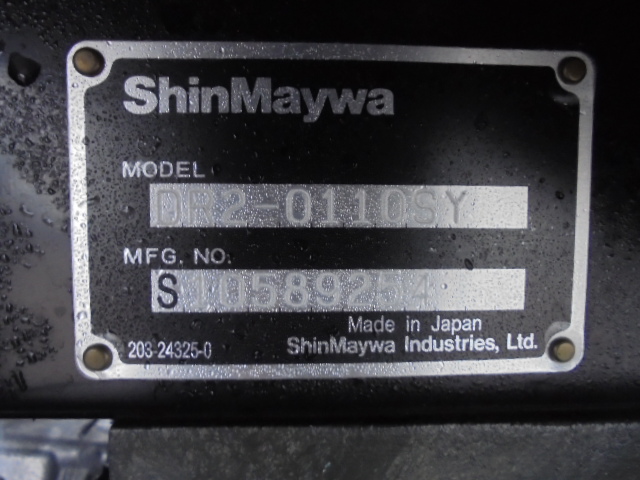 ShinMaywa
MODEL
DR2-0110SY
MFG. NO.
S10589254
Made in Japan
203-24325-0
ShinMaywa Industries, Ltd.